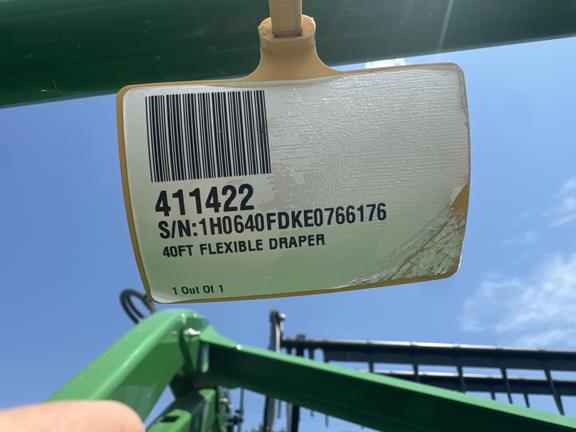 411422
S/N:1H0640FDKE0766176
40FT FLEXIBLE DRAPER
1 Out Of 1